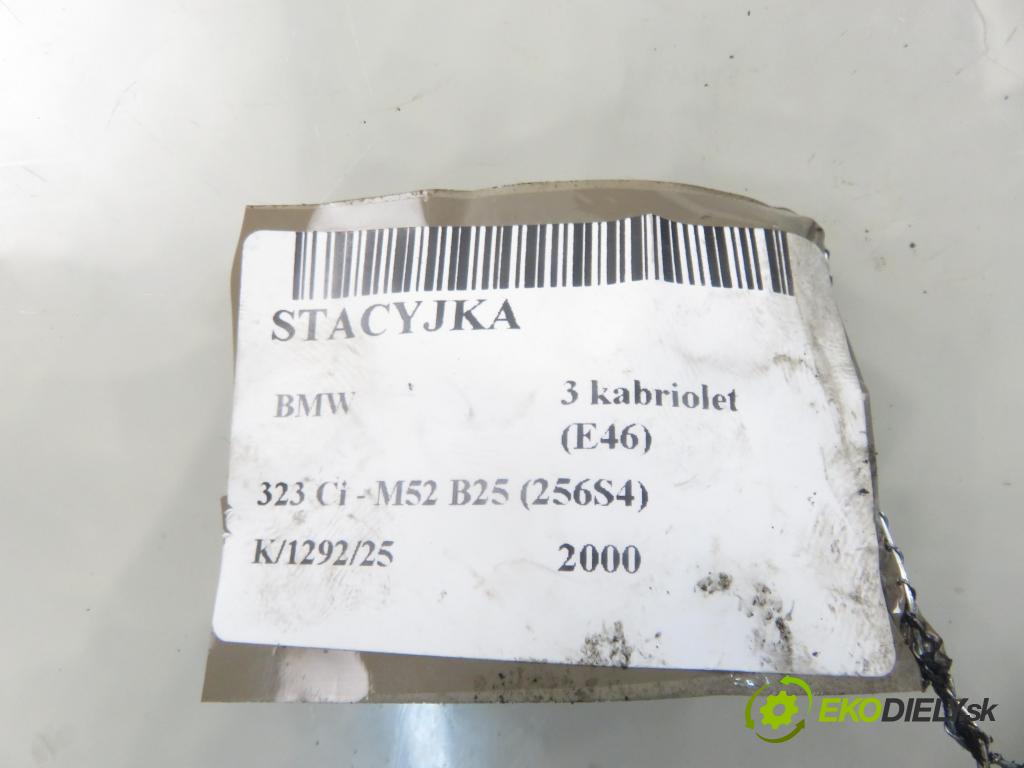 STACYJKA
BMW 3 kabriolet
(E46)
323 Ci - M52 B25 (256S4)
K/1292/25 2000
EKODIELY.sk